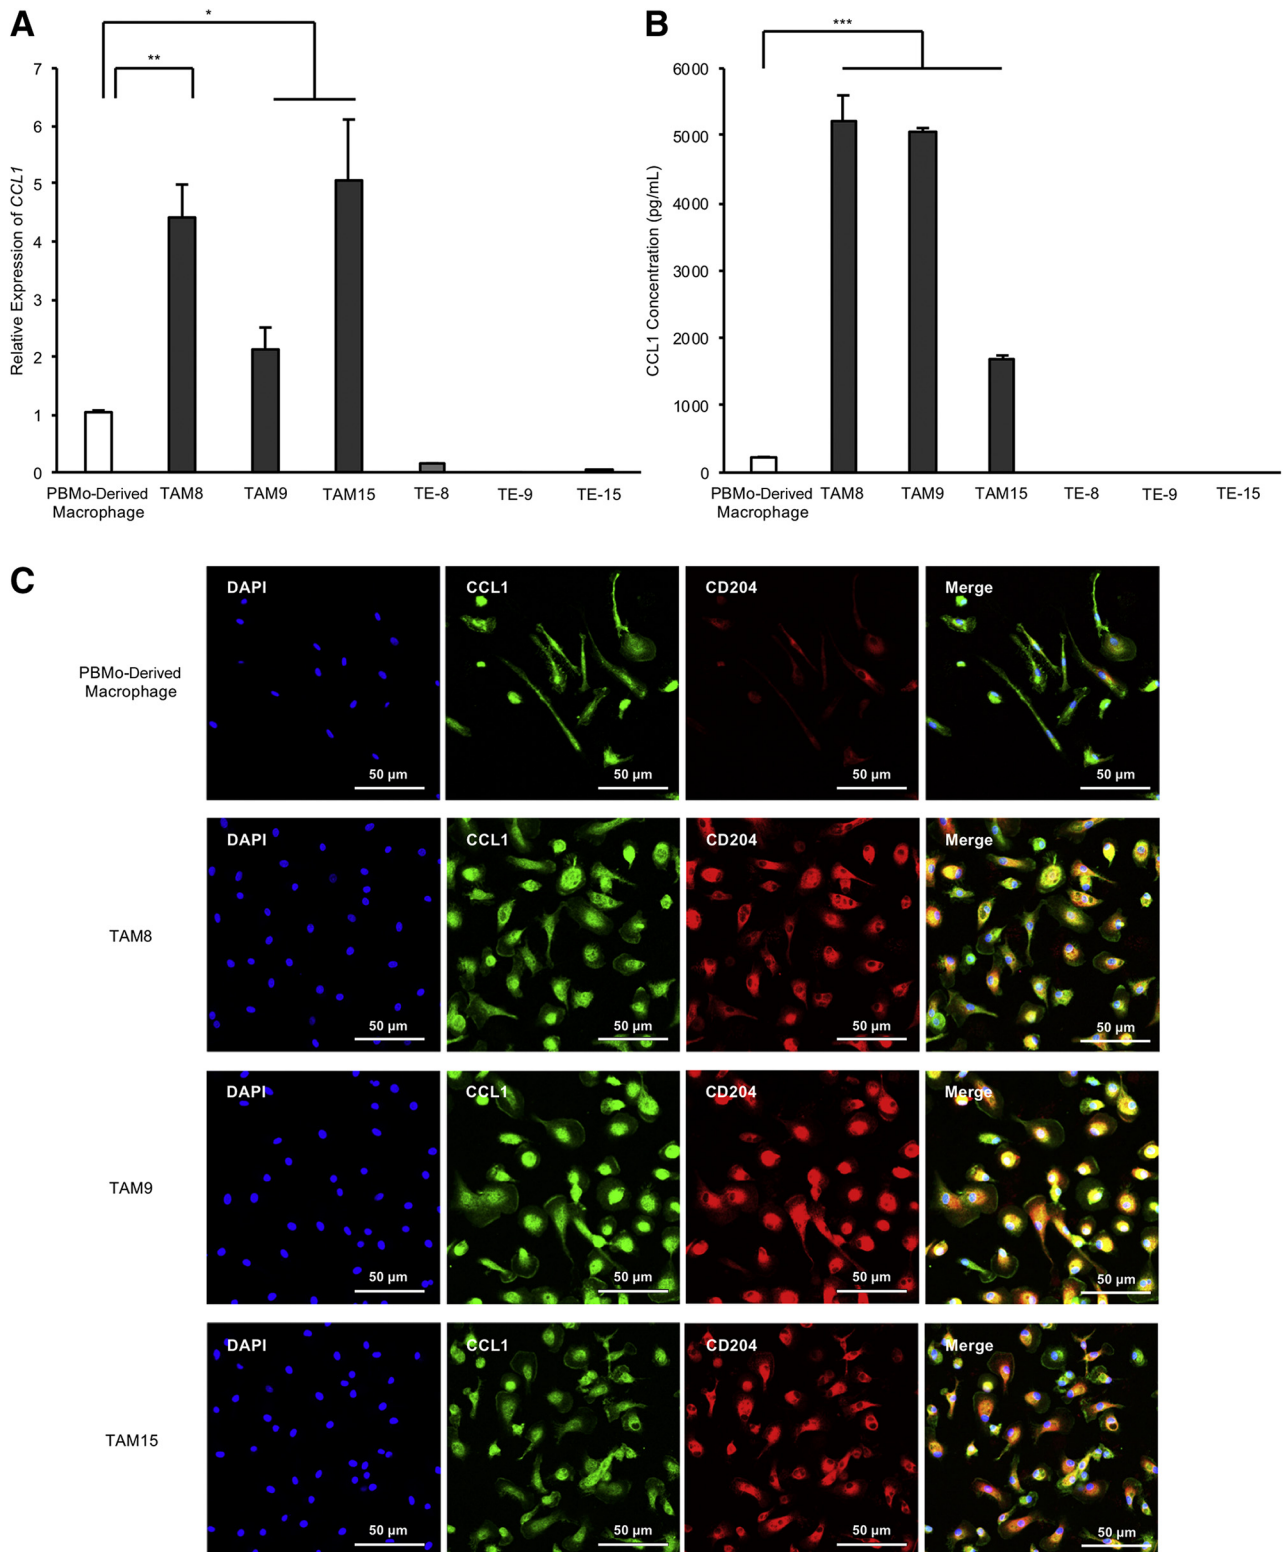 A
*
**
7
6
5
4
3
2
1
0
Relative Expression of CCL1
PBMo-Derived
Macrophage
TAM8
TAM9
TAM15
TE-8
TE-9
TE-15
B
***
6000
5000
4000
3000
2000
1000
0
CCL1 Concentration (pg/mL)
PBMo-Derived
Macrophage
TAM8
TAM9
TAM15
TE-8
TE-9
TE-15
C
PBMo-Derived
Macrophage
DAPI
50 µm
CCL1
50 µm
CD204
50 µm
Merge
50 µm
TAM8
DAPI
50 µm
CCL1
50 µm
CD204
50 µm
Merge
50 µm
TAM9
DAPI
50 µm
CCL1
50 µm
CD204
50 µm
Merge
50 µm
TAM15
DAPI
50 µm
CCL1
50 µm
CD204
50 µm
Merge
50 µm